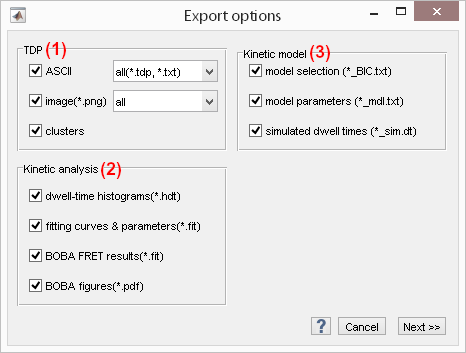 Export options
TDP (1)
ASCII all(*.tdp, *.txt)
image(*.png) all
clusters
Kinetic model (3)
model selection (*_BIC.txt)
model parameters (*_mdl.txt)
simulated dwell times (*_sim.dt)
Kinetic analysis (2)
dwell-time histograms(*.hdt)
fitting curves & parameters(*.fit)
BOBA FRET results(*.fit)
BOBA figures(*.pdf)
? Cancel Next >>